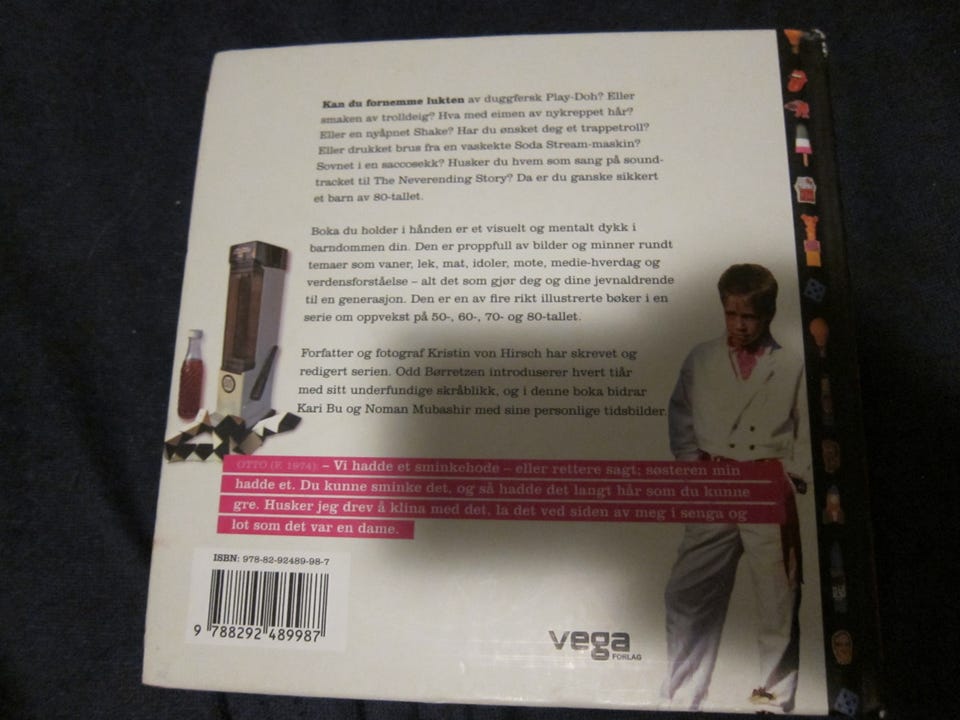 Kan du fornemme lukten av duggfersk Play-Doh? Eller
smaken av trolldeig? Hva med eimen av nykreppet hår?
Eller en nyåpnet Shake? Har du ønsket deg et trappetroll?
Eller drukket brus fra en vaskekte Soda Stream-maskin?
Sovnet i en saccosekk? Husker du hvem som sang på sound-
tracket til The Neverending Story? Da er du ganske sikkert
et barn av 80-tallet.
Boka du holder i hånden er et visuelt og mentalt dykk i
barndommen din. Den er proppfull av bilder og minner rundt
temaer som vaner, lek, mat, idoler, mote, medie-hverdag og
verdensforståelse – alt det som gjør deg og dine jevnaldrende
til en generasjon. Den er en av fire rikt illustrerte bøker i en
serie om oppvekst på 50-, 60-, 70- og 80-tallet.
Forfatter og fotograf Kristin von Hirsch har skrevet og
redigert serien. Odd Børretzen introduserer hvert tiår
med sitt underfundige skråblikk, og i denne boka bidrar
Kari Bu og Noman Mubashir med sine personlige tidsbilder.
OTTO (F. 1974): – Vi hadde et sminkehode – eller rettere sagt; søsteren min
hadde et. Du kunne sminke det, og så hadde det langt hår som du kunne
gre. Husker jeg drev å klina med det, la det ved siden av meg i senga og
lot som det var en dame.
ISBN: 978-82-92489-98-7
9 788292 489987
vega
FORLAG